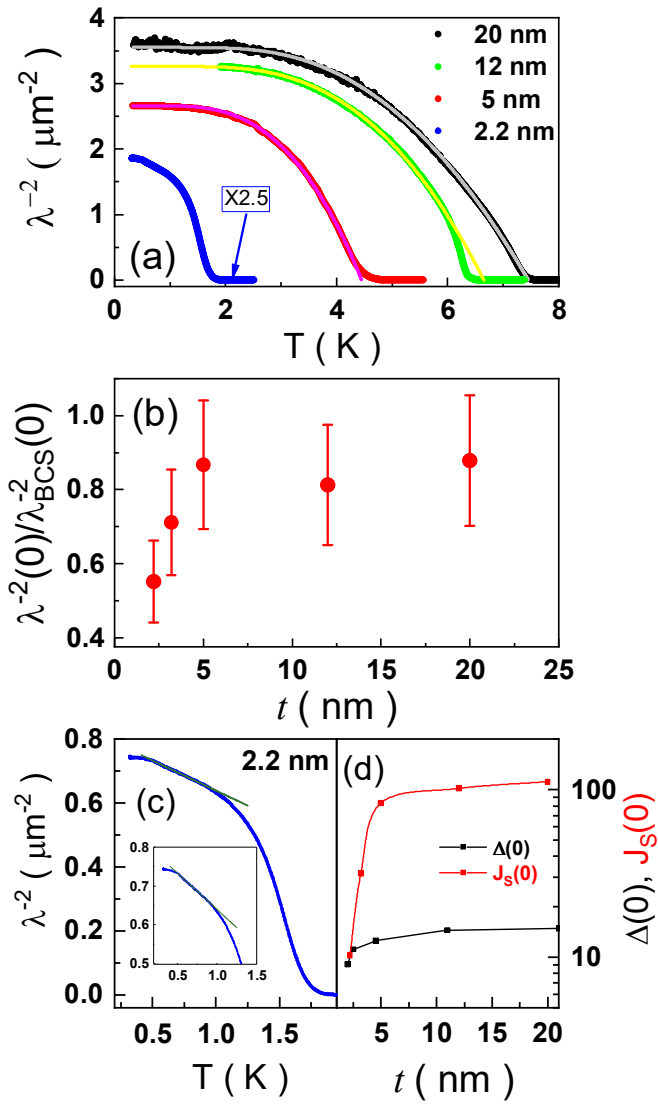 4
3
2
1
0
λ⁻² ( μm⁻² )
20 nm
12 nm
5 nm
2.2 nm
X2.5
(a)
0 2 4 6 8
T ( K )
(b)
1.0
0.8
0.6
0.4
λ⁻²(0)/λ⁻²BCS(0)
0 5 10 15 20 25
t ( nm )
0.8
0.6
0.4
0.2
0.0
λ⁻² ( μm⁻² )
2.2 nm
(c)
0.8
0.7
0.6
0.5
0.4 0.9 1.4
0.5 1.0 1.5
T ( K )
(d)
Δ(0)
JS(0)
100
10
Δ(0), JS(0)
5 10 15 20
t ( nm )